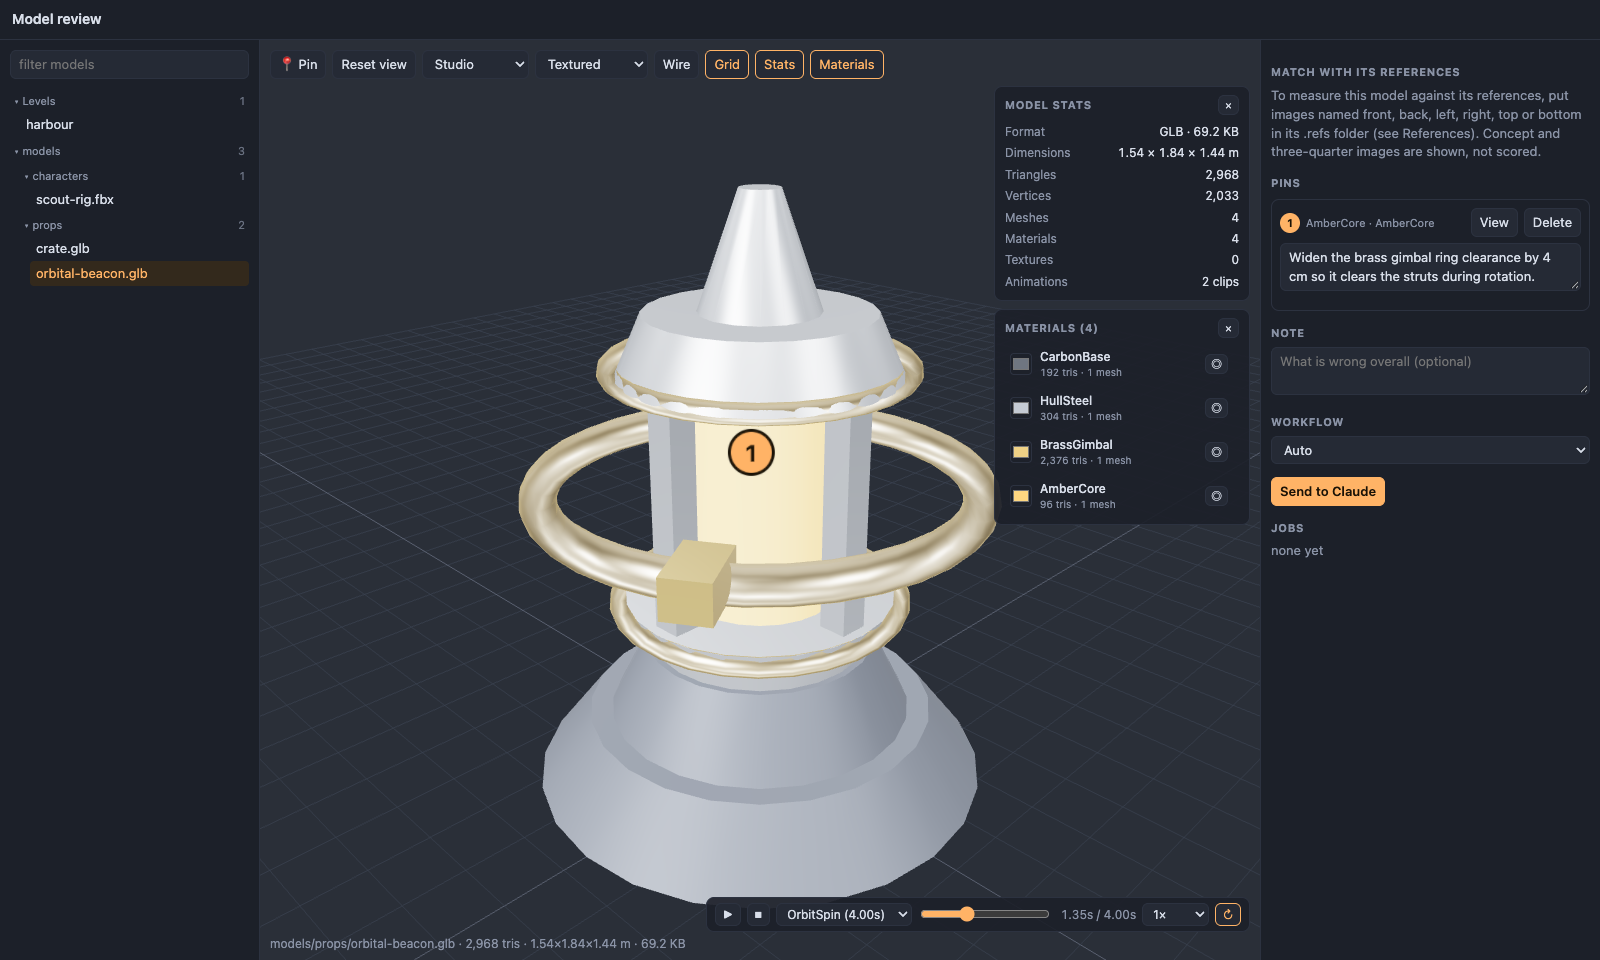 Model review
filter models
Levels 1
harbour
models 3
characters 1
scout-rig.fbx
props 2
crate.glb
orbital-beacon.glb
Pin Reset view Studio Textured Wire Grid Stats Materials
MODEL STATS ×
Format GLB · 69.2 KB
Dimensions 1.54 × 1.84 × 1.44 m
Triangles 2,968
Vertices 2,033
Meshes 4
Materials 4
Textures 0
Animations 2 clips
MATERIALS (4) ×
CarbonBase
192 tris · 1 mesh
HullSteel
304 tris · 1 mesh
BrassGimbal
2,376 tris · 1 mesh
AmberCore
96 tris · 1 mesh
1
OrbitSpin (4.00s) 1.35s / 4.00s 1×
models/props/orbital-beacon.glb · 2,968 tris · 1.54×1.84×1.44 m · 69.2 KB
MATCH WITH ITS REFERENCES
To measure this model against its references, put
images named front, back, left, right, top or bottom
in its .refs folder (see References). Concept and
three-quarter images are shown, not scored.
PINS
1 AmberCore · AmberCore View Delete
Widen the brass gimbal ring clearance by 4
cm so it clears the struts during rotation.
NOTE
What is wrong overall (optional)
WORKFLOW
Auto
Send to Claude
JOBS
none yet